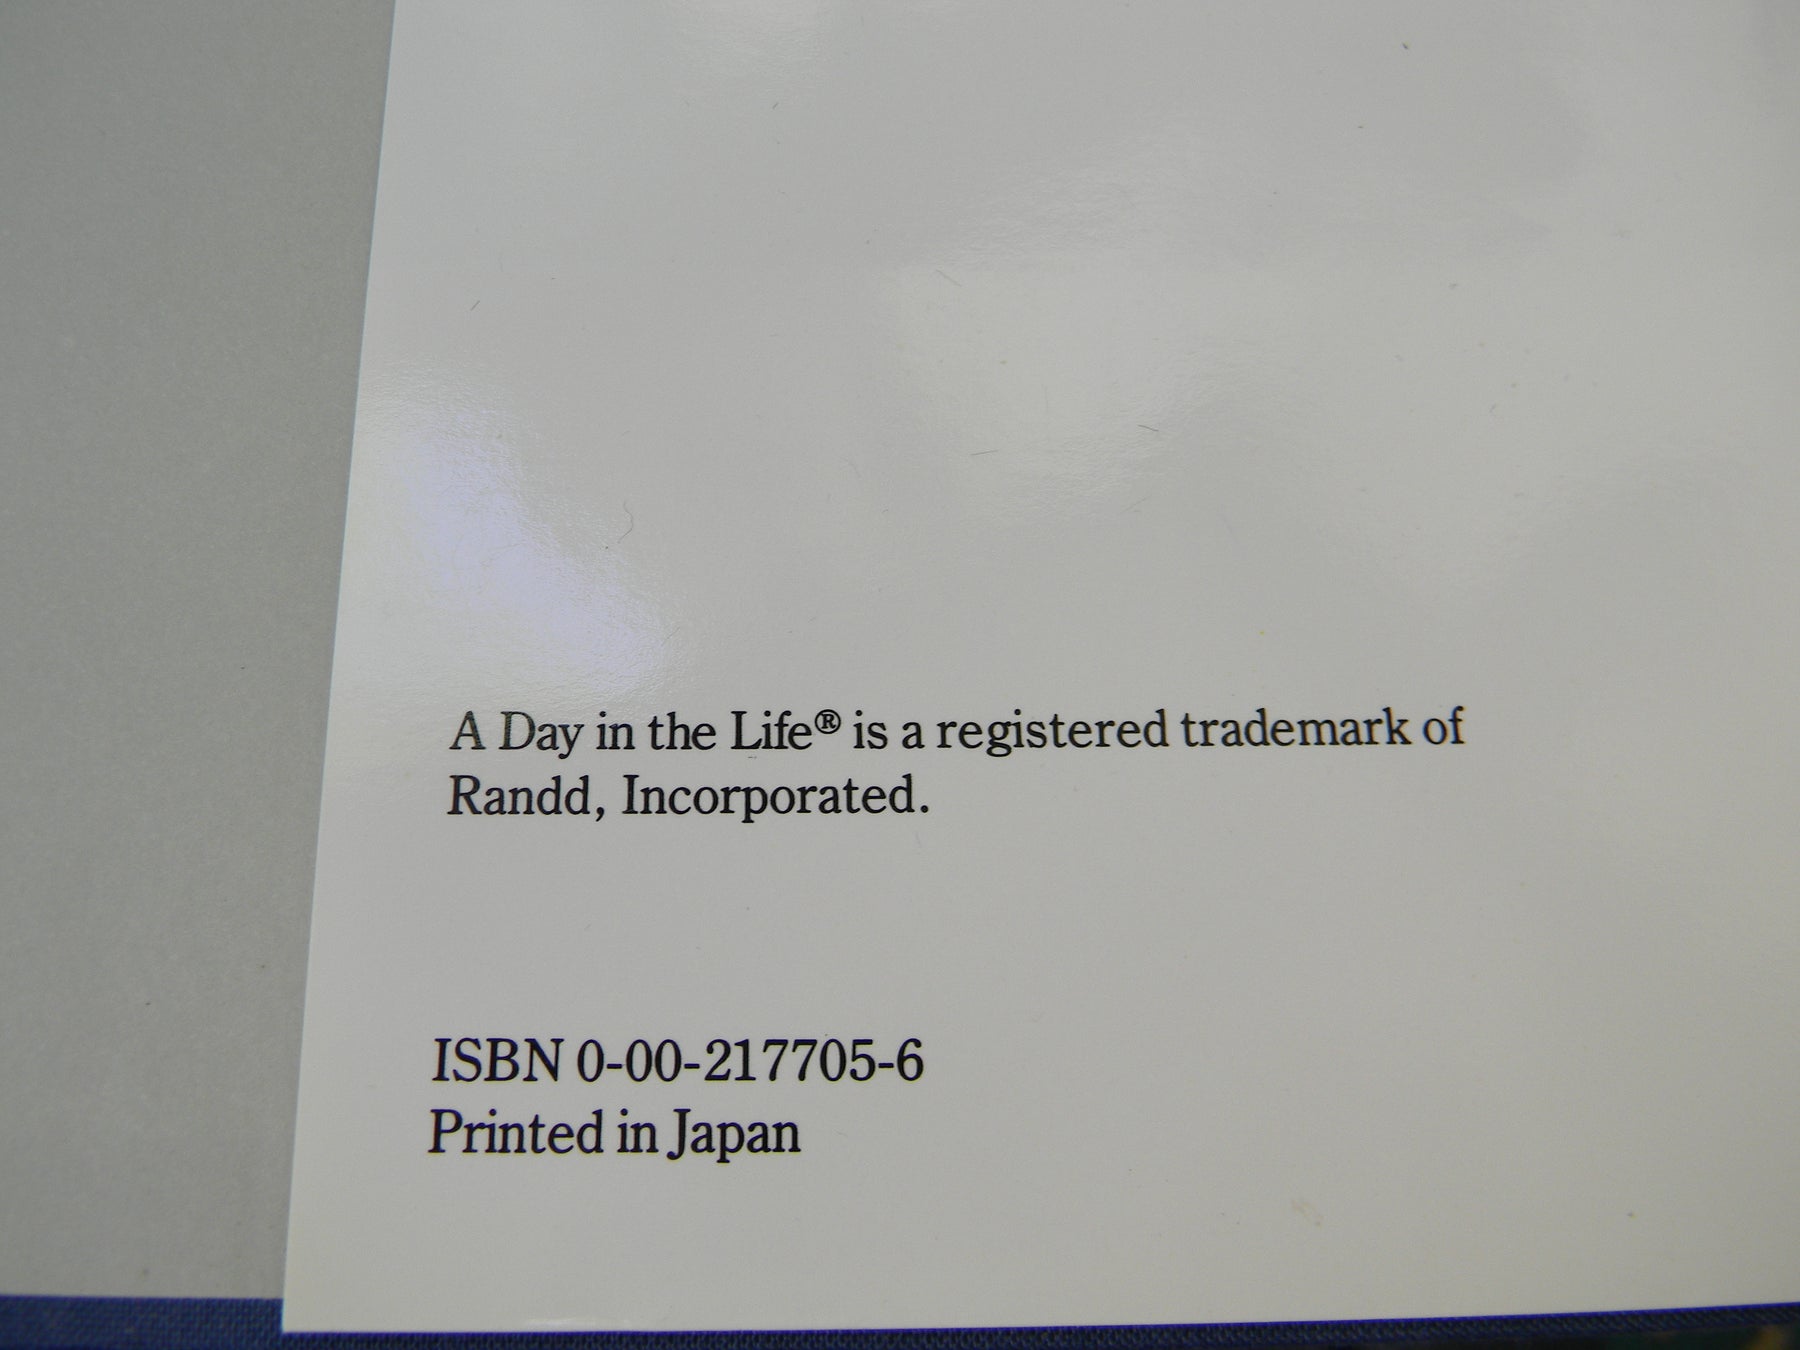 A Day in the Life® is a registered trademark of
Randd, Incorporated.
ISBN 0-00-217705-6
Printed in Japan